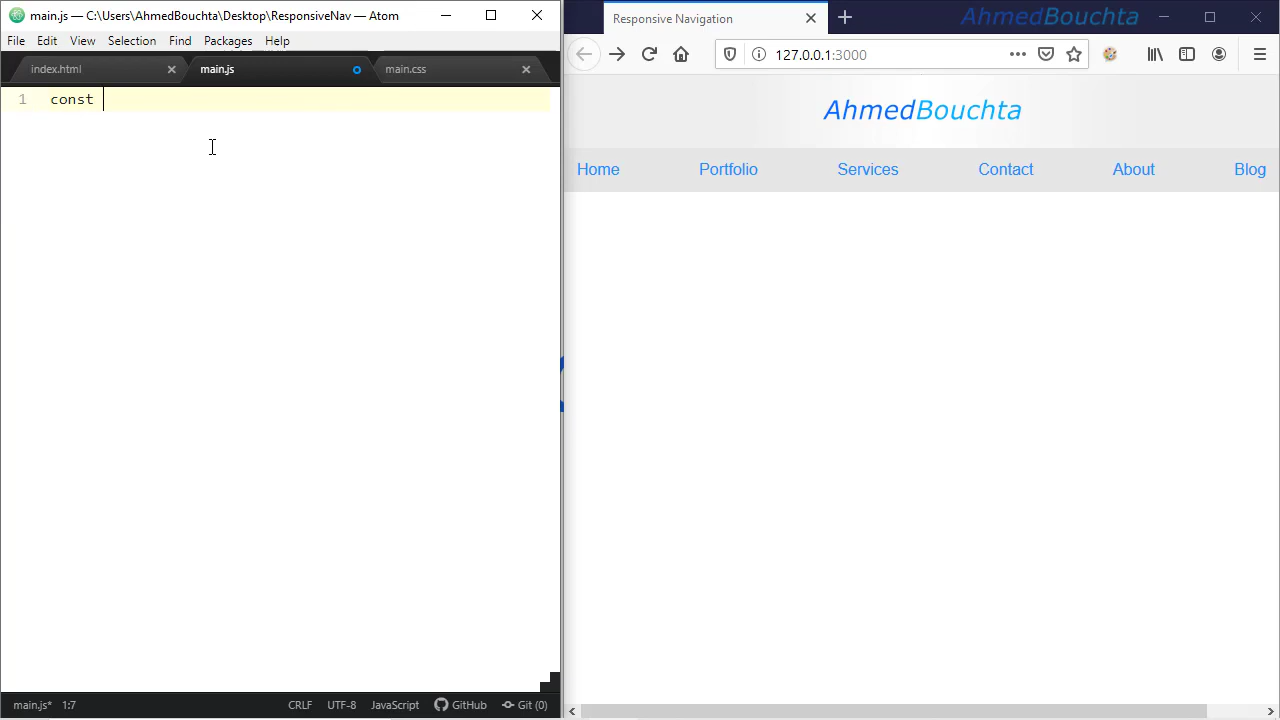 main.js — C:\Users\AhmedBouchta\Desktop\ResponsiveNav — Atom
File Edit View Selection Find Packages Help
index.html main.js main.css
1 const
main.js* 1:7 CRLF UTF-8 JavaScript GitHub Git (0)
Responsive Navigation
AhmedBouchta
127.0.0.1:3000
AhmedBouchta
Home Portfolio Services Contact About Blog